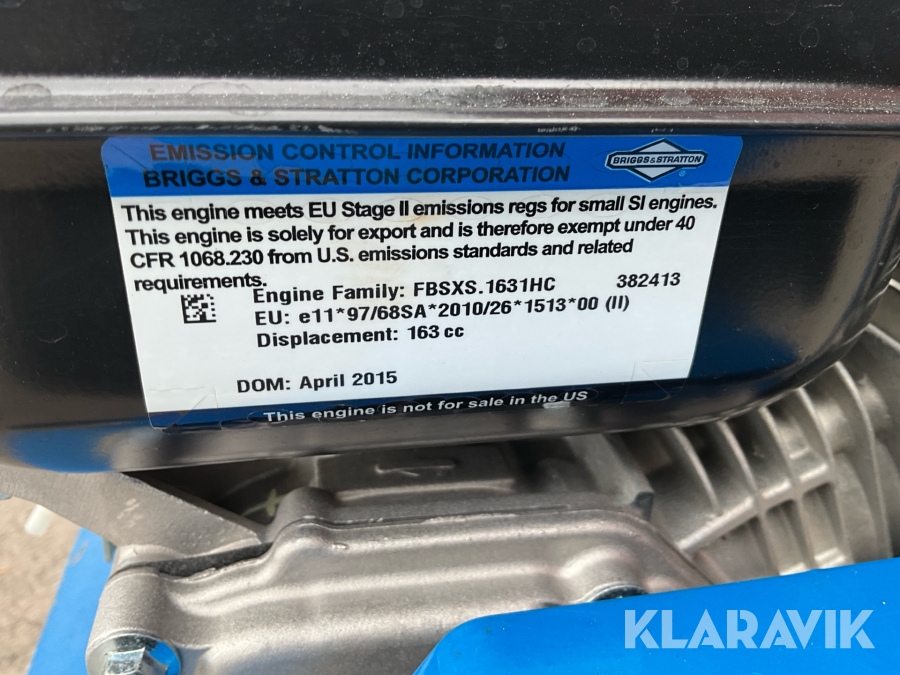 EMISSION CONTROL INFORMATION
BRIGGS & STRATTON CORPORATION
BRIGGS&STRATTON
®
This engine meets EU Stage II emissions regs for small SI engines.
This engine is solely for export and is therefore exempt under 40
CFR 1068.230 from U.S. emissions standards and related
requirements.
Engine Family: FBSXS.1631HC 382413
EU: e11*97/68SA*2010/26*1513*00 (II)
Displacement: 163 cc
DOM: April 2015
This engine is not for sale in the US
KLARAVIK